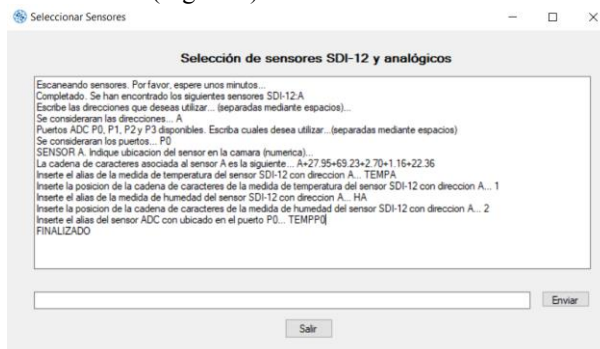 Seleccionar Sensores
Selección de sensores SDI-12 y analógicos
Escaneando sensores. Por favor, espere unos minutos...
Completado. Se han encontrado los siguientes sensores SDI-12:A
Escribe las direcciones que deseas utilizar... (separadas mediante espacios)...
Se consideraran las direcciones... A
Puertos ADC P0, P1, P2 y P3 disponibles. Escriba cuales desea utilizar...(separadas mediante espacios)
Se consideraran los puertos... P0
SENSOR A. Indique ubicacion del sensor en la camara (numerica)...
La cadena de caracteres asociada al sensor A es la siguiente... A+27.95+69.23+2.70+1.16+22.36
Inserte el alias de la medida de temperatura del sensor SDI-12 con direccion A... TEMPA
Inserte la posicion de la cadena de caracteres de la medida de temperatura del sensor SDI-12 con direccion A... 1
Inserte el alias de la medida de humedad del sensor SDI-12 con direccion A... HA
Inserte la posicion de la cadena de caracteres de la medida de humedad del sensor SDI-12 con direccion A... 2
Inserte el alias del sensor ADC con ubicado en el puerto P0... TEMPP0
FINALIZADO
Enviar
Salir